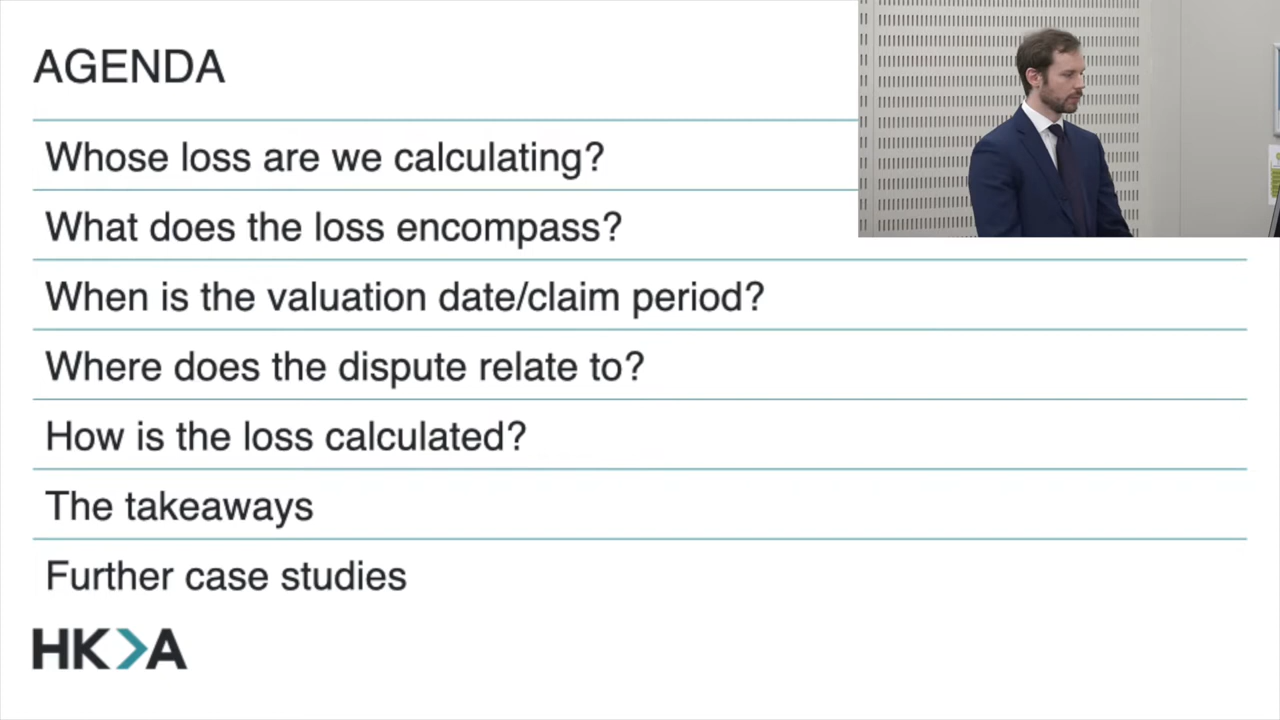 AGENDA
Whose loss are we calculating?
What does the loss encompass?
When is the valuation date/claim period?
Where does the dispute relate to?
How is the loss calculated?
The takeaways
Further case studies
HKA